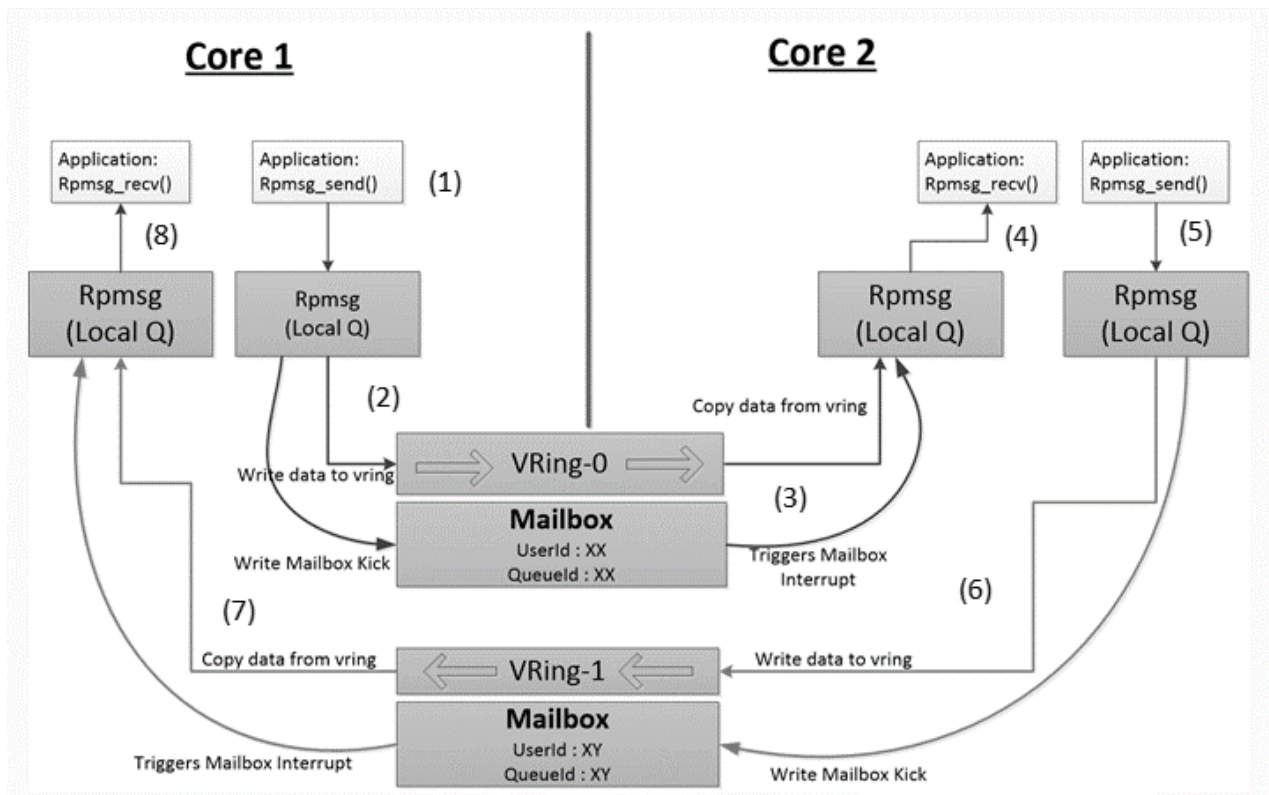 Core 1
Core 2
Application:
Rpmsg_recv()
Application:
Rpmsg_send()
(1)
Application:
Rpmsg_recv()
Application:
Rpmsg_send()
(8)
(4)
(5)
Rpmsg
(Local Q)
Rpmsg
(Local Q)
Rpmsg
(Local Q)
Rpmsg
(Local Q)
(2)
Copy data from vring
Write data to vring
VRing-0
(3)
Mailbox
UserId : XX
QueueId : XX
Write Mailbox Kick
Triggers Mailbox
Interrupt
(6)
(7)
Copy data from vring
VRing-1
Write data to vring
Mailbox
UserId : XY
QueueId : XY
Triggers Mailbox Interrupt
Write Mailbox Kick